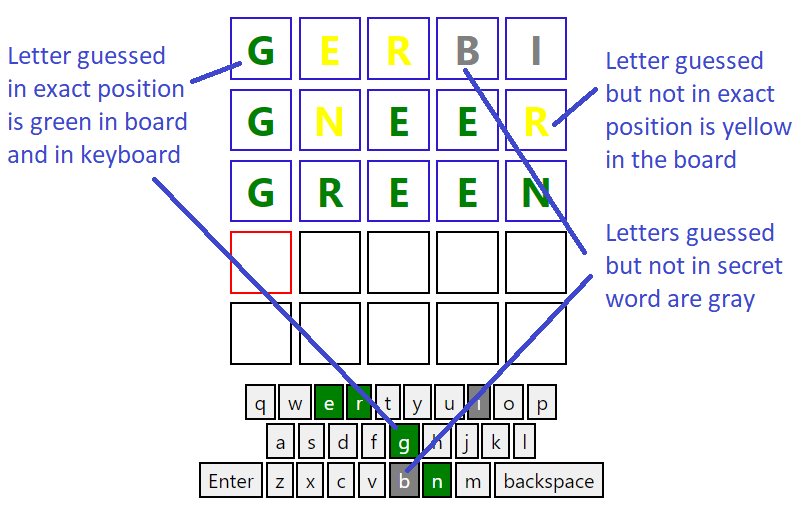 Letter guessed
in exact position
is green in board
and in keyboard
G E R B I
G N E E R
G R E E N
Letter guessed
but not in exact
position is yellow
in the board
Letters guessed
but not in secret
word are gray
q w e r t y u i o p
a s d f g h j k l
Enter z x c v b n m backspace